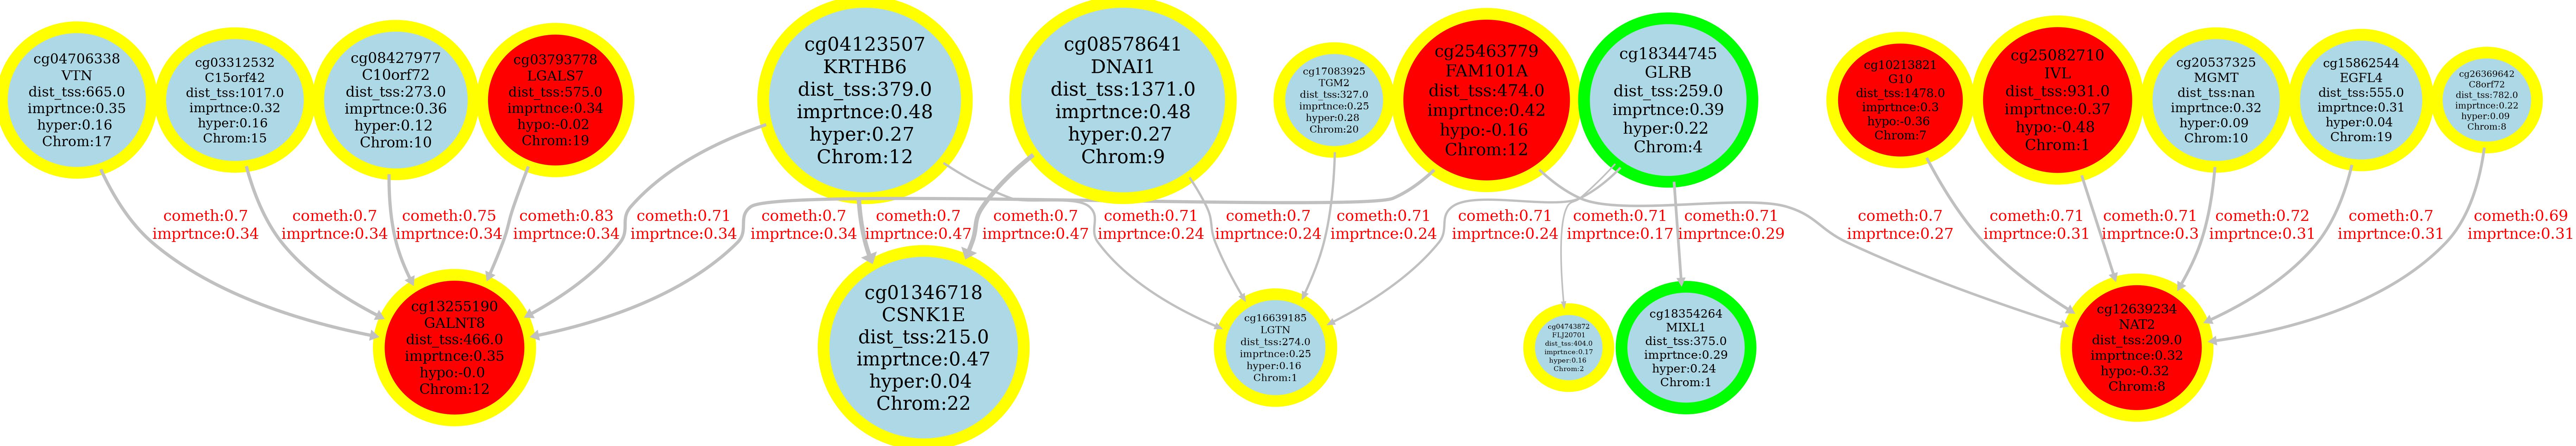 cg04706338
VTN
dist_tss:665.0
imprtnce:0.35
hyper:0.16
Chrom:17
cg03312532
C15orf42
dist_tss:1017.0
imprtnce:0.32
hyper:0.16
Chrom:15
cg08427977
C10orf72
dist_tss:273.0
imprtnce:0.36
hyper:0.12
Chrom:10
cg03793778
LGALS7
dist_tss:575.0
imprtnce:0.34
hypo:-0.02
Chrom:19
cg04123507
KRTHB6
dist_tss:379.0
imprtnce:0.48
hyper:0.27
Chrom:12
cg08578641
DNAI1
dist_tss:1371.0
imprtnce:0.48
hyper:0.27
Chrom:9
cg17083925
TGM2
dist_tss:327.0
imprtnce:0.25
hyper:0.28
Chrom:20
cg25463779
FAM101A
dist_tss:474.0
imprtnce:0.42
hypo:-0.16
Chrom:12
cg18344745
GLRB
dist_tss:259.0
imprtnce:0.39
hyper:0.22
Chrom:4
cg10213821
G10
dist_tss:1478.0
imprtnce:0.3
hypo:-0.36
Chrom:7
cg25082710
IVL
dist_tss:931.0
imprtnce:0.37
hypo:-0.48
Chrom:1
cg20537325
MGMT
dist_tss:nan
imprtnce:0.32
hyper:0.09
Chrom:10
cg15862544
EGFL4
dist_tss:555.0
imprtnce:0.31
hyper:0.04
Chrom:19
cg26369642
C8orf72
dist_tss:782.0
imprtnce:0.22
hyper:0.09
Chrom:8
cometh:0.7
imprtnce:0.34
cometh:0.7
imprtnce:0.34
cometh:0.75
imprtnce:0.34
cometh:0.83
imprtnce:0.34
cometh:0.71
imprtnce:0.34
cometh:0.7
imprtnce:0.34
cometh:0.7
imprtnce:0.47
cometh:0.7
imprtnce:0.47
cometh:0.71
imprtnce:0.24
cometh:0.7
imprtnce:0.24
cometh:0.71
imprtnce:0.24
cometh:0.71
imprtnce:0.24
cometh:0.71
imprtnce:0.17
cometh:0.71
imprtnce:0.29
cometh:0.7
imprtnce:0.27
cometh:0.71
imprtnce:0.31
cometh:0.71
imprtnce:0.3
cometh:0.72
imprtnce:0.31
cometh:0.7
imprtnce:0.31
cometh:0.69
imprtnce:0.31
cg13255190
GALNT8
dist_tss:466.0
imprtnce:0.35
hypo:-0.0
Chrom:12
cg01346718
CSNK1E
dist_tss:215.0
imprtnce:0.47
hyper:0.04
Chrom:22
cg16639185
LGTN
dist_tss:274.0
imprtnce:0.25
hyper:0.16
Chrom:1
cg04743872
FLJ20701
dist_tss:404.0
imprtnce:0.17
hyper:0.16
Chrom:2
cg18354264
MIXL1
dist_tss:375.0
imprtnce:0.29
hyper:0.24
Chrom:1
cg12639234
NAT2
dist_tss:209.0
imprtnce:0.32
hypo:-0.32
Chrom:8